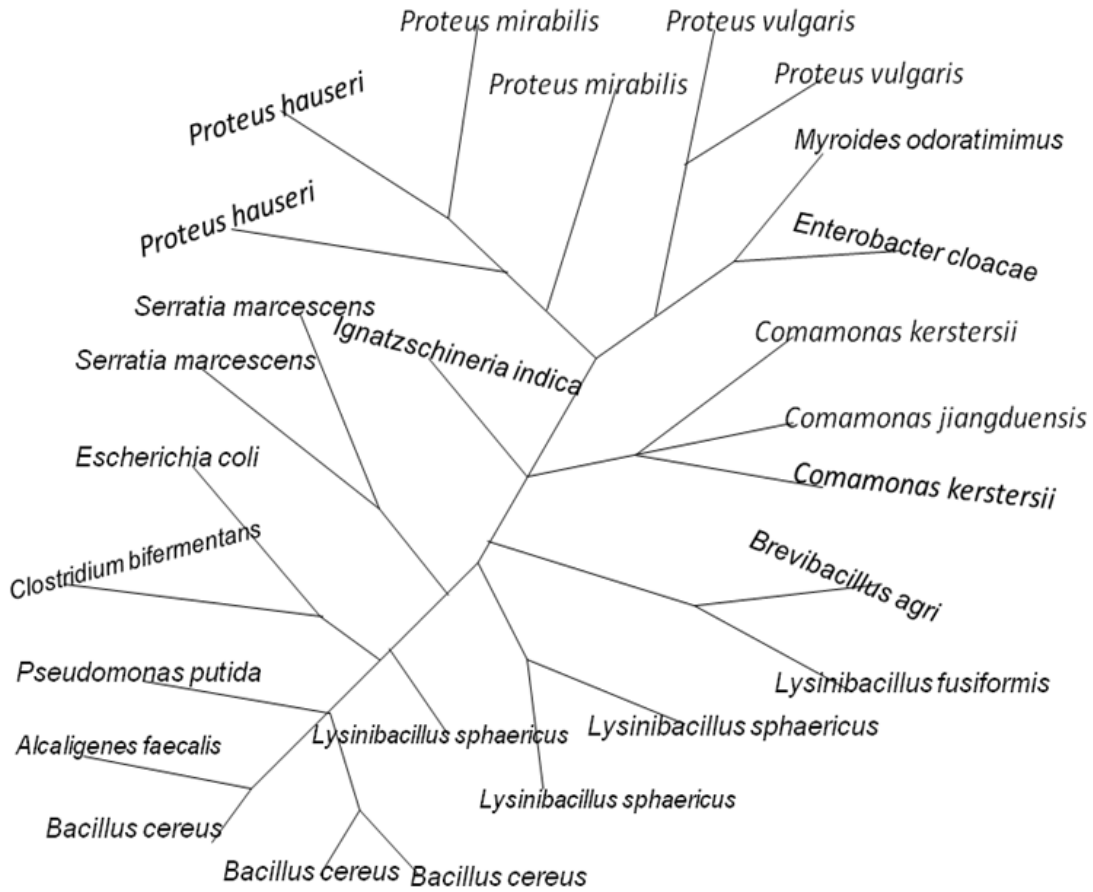 Proteus mirabilis
Proteus vulgaris
Proteus mirabilis
Proteus vulgaris
Proteus hauseri
Myroides odoratimimus
Proteus hauseri
Enterobacter cloacae
Serratia marcescens
Ignatzschineria indica
Comamonas kerstersii
Serratia marcescens
Comamonas jiangduensis
Escherichia coli
Comamonas kerstersii
Clostridium bifermentans
Brevibacillus agri
Pseudomonas putida
Lysinibacillus fusiformis
Alcaligenes faecalis
Lysinibacillus sphaericus
Lysinibacillus sphaericus
Lysinibacillus sphaericus
Bacillus cereus
Bacillus cereus
Bacillus cereus